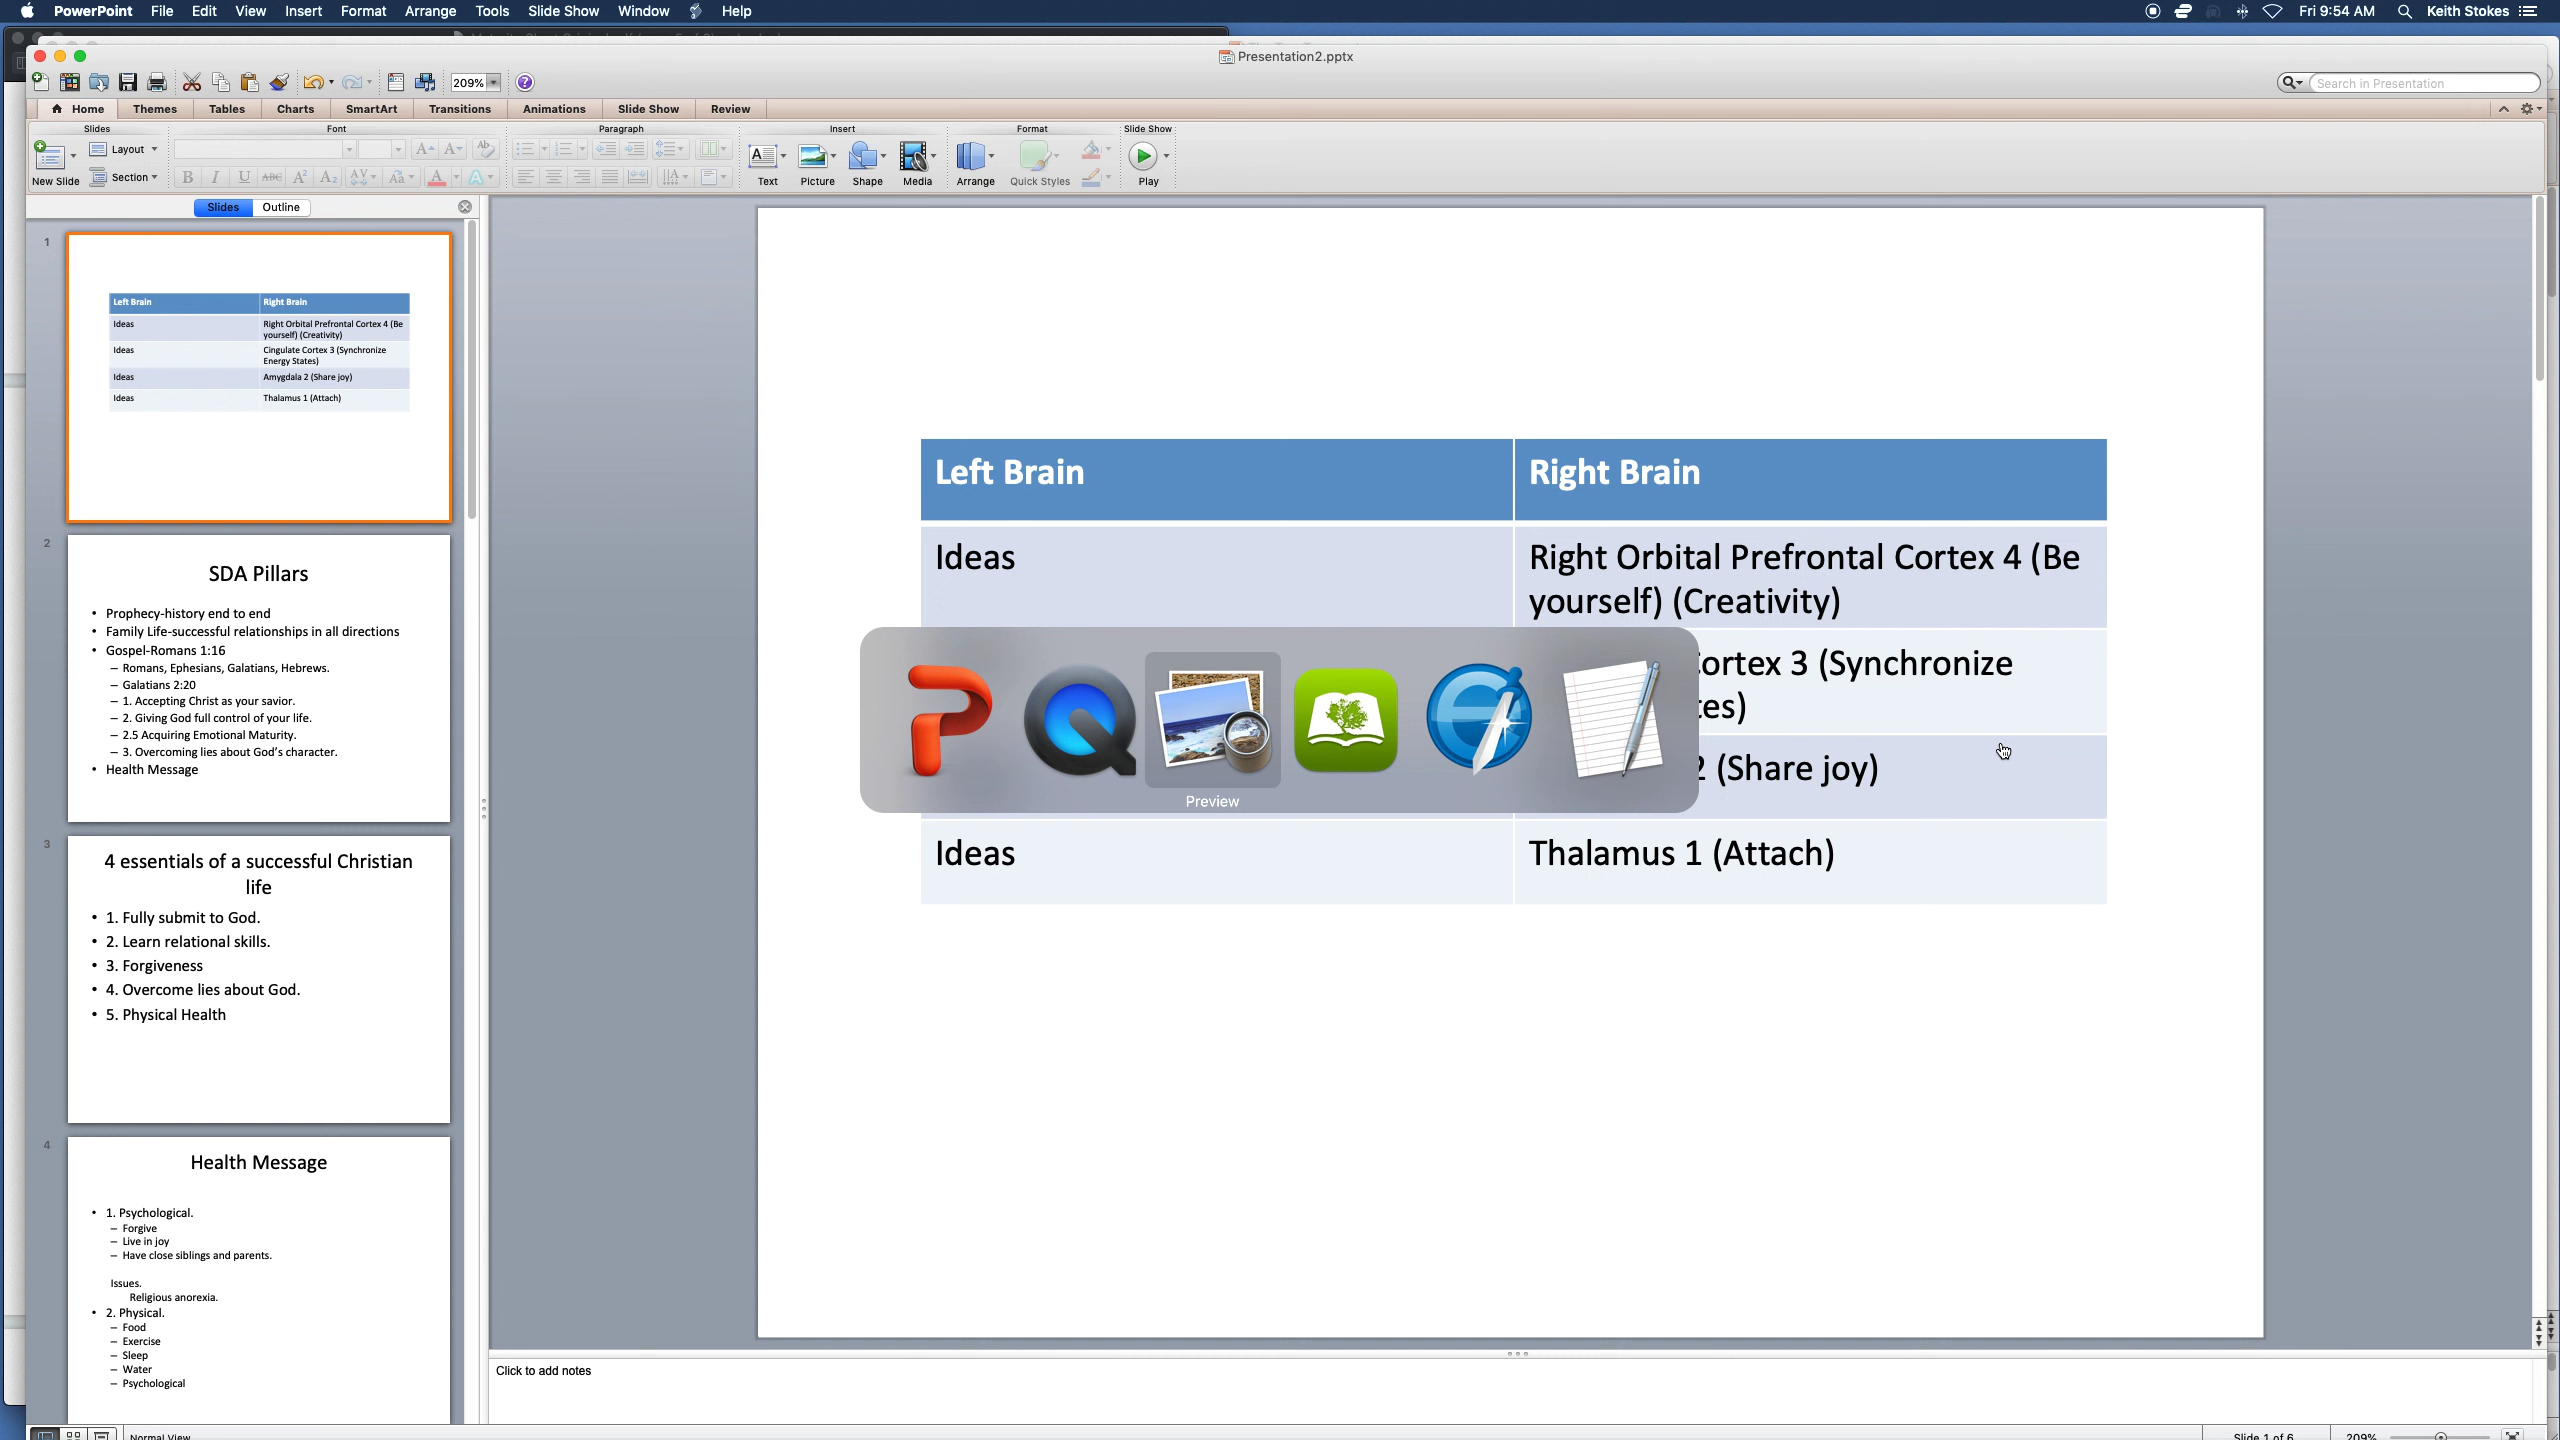 PowerPoint File Edit View Insert Format Arrange Tools Slide Show Window Help Fri 9:54 AM Keith Stokes
Presentation2.pptx
209% Search in Presentation
Home Themes Tables Charts SmartArt Transitions Animations Slide Show Review
Slides Font Paragraph Insert Format Slide Show
Layout
New Slide Section Text Picture Shape Media Arrange Quick Styles Play
Slides Outline
1
Left Brain Right Brain
Ideas Right Orbital Prefrontal Cortex 4 (Be
yourself) (Creativity)
Ideas Cingulate Cortex 3 (Synchronize
Energy States)
Ideas Amygdala 2 (Share joy)
Ideas Thalamus 1 (Attach)
2
SDA Pillars
• Prophecy-history end to end
• Family Life-successful relationships in all directions
• Gospel-Romans 1:16
– Romans, Ephesians, Galatians, Hebrews.
– Galatians 2:20
– 1. Accepting Christ as your savior.
– 2. Giving God full control of your life.
– 2.5 Acquiring Emotional Maturity.
– 3. Overcoming lies about God's character.
• Health Message
3
4 essentials of a successful Christian
life
• 1. Fully submit to God.
• 2. Learn relational skills.
• 3. Forgiveness
• 4. Overcome lies about God.
• 5. Physical Health
4
Health Message
• 1. Psychological.
– Forgive
– Live in joy
– Have close siblings and parents.
Issues.
Religious anorexia.
• 2. Physical.
– Food
– Exercise
– Sleep
– Water
– Psychological
Left Brain Right Brain
Ideas Right Orbital Prefrontal Cortex 4 (Be
yourself) (Creativity)
ortex 3 (Synchronize
tes)
2 (Share joy)
Ideas Thalamus 1 (Attach)
Preview
Click to add notes
Normal View Slide 1 of 6 209%